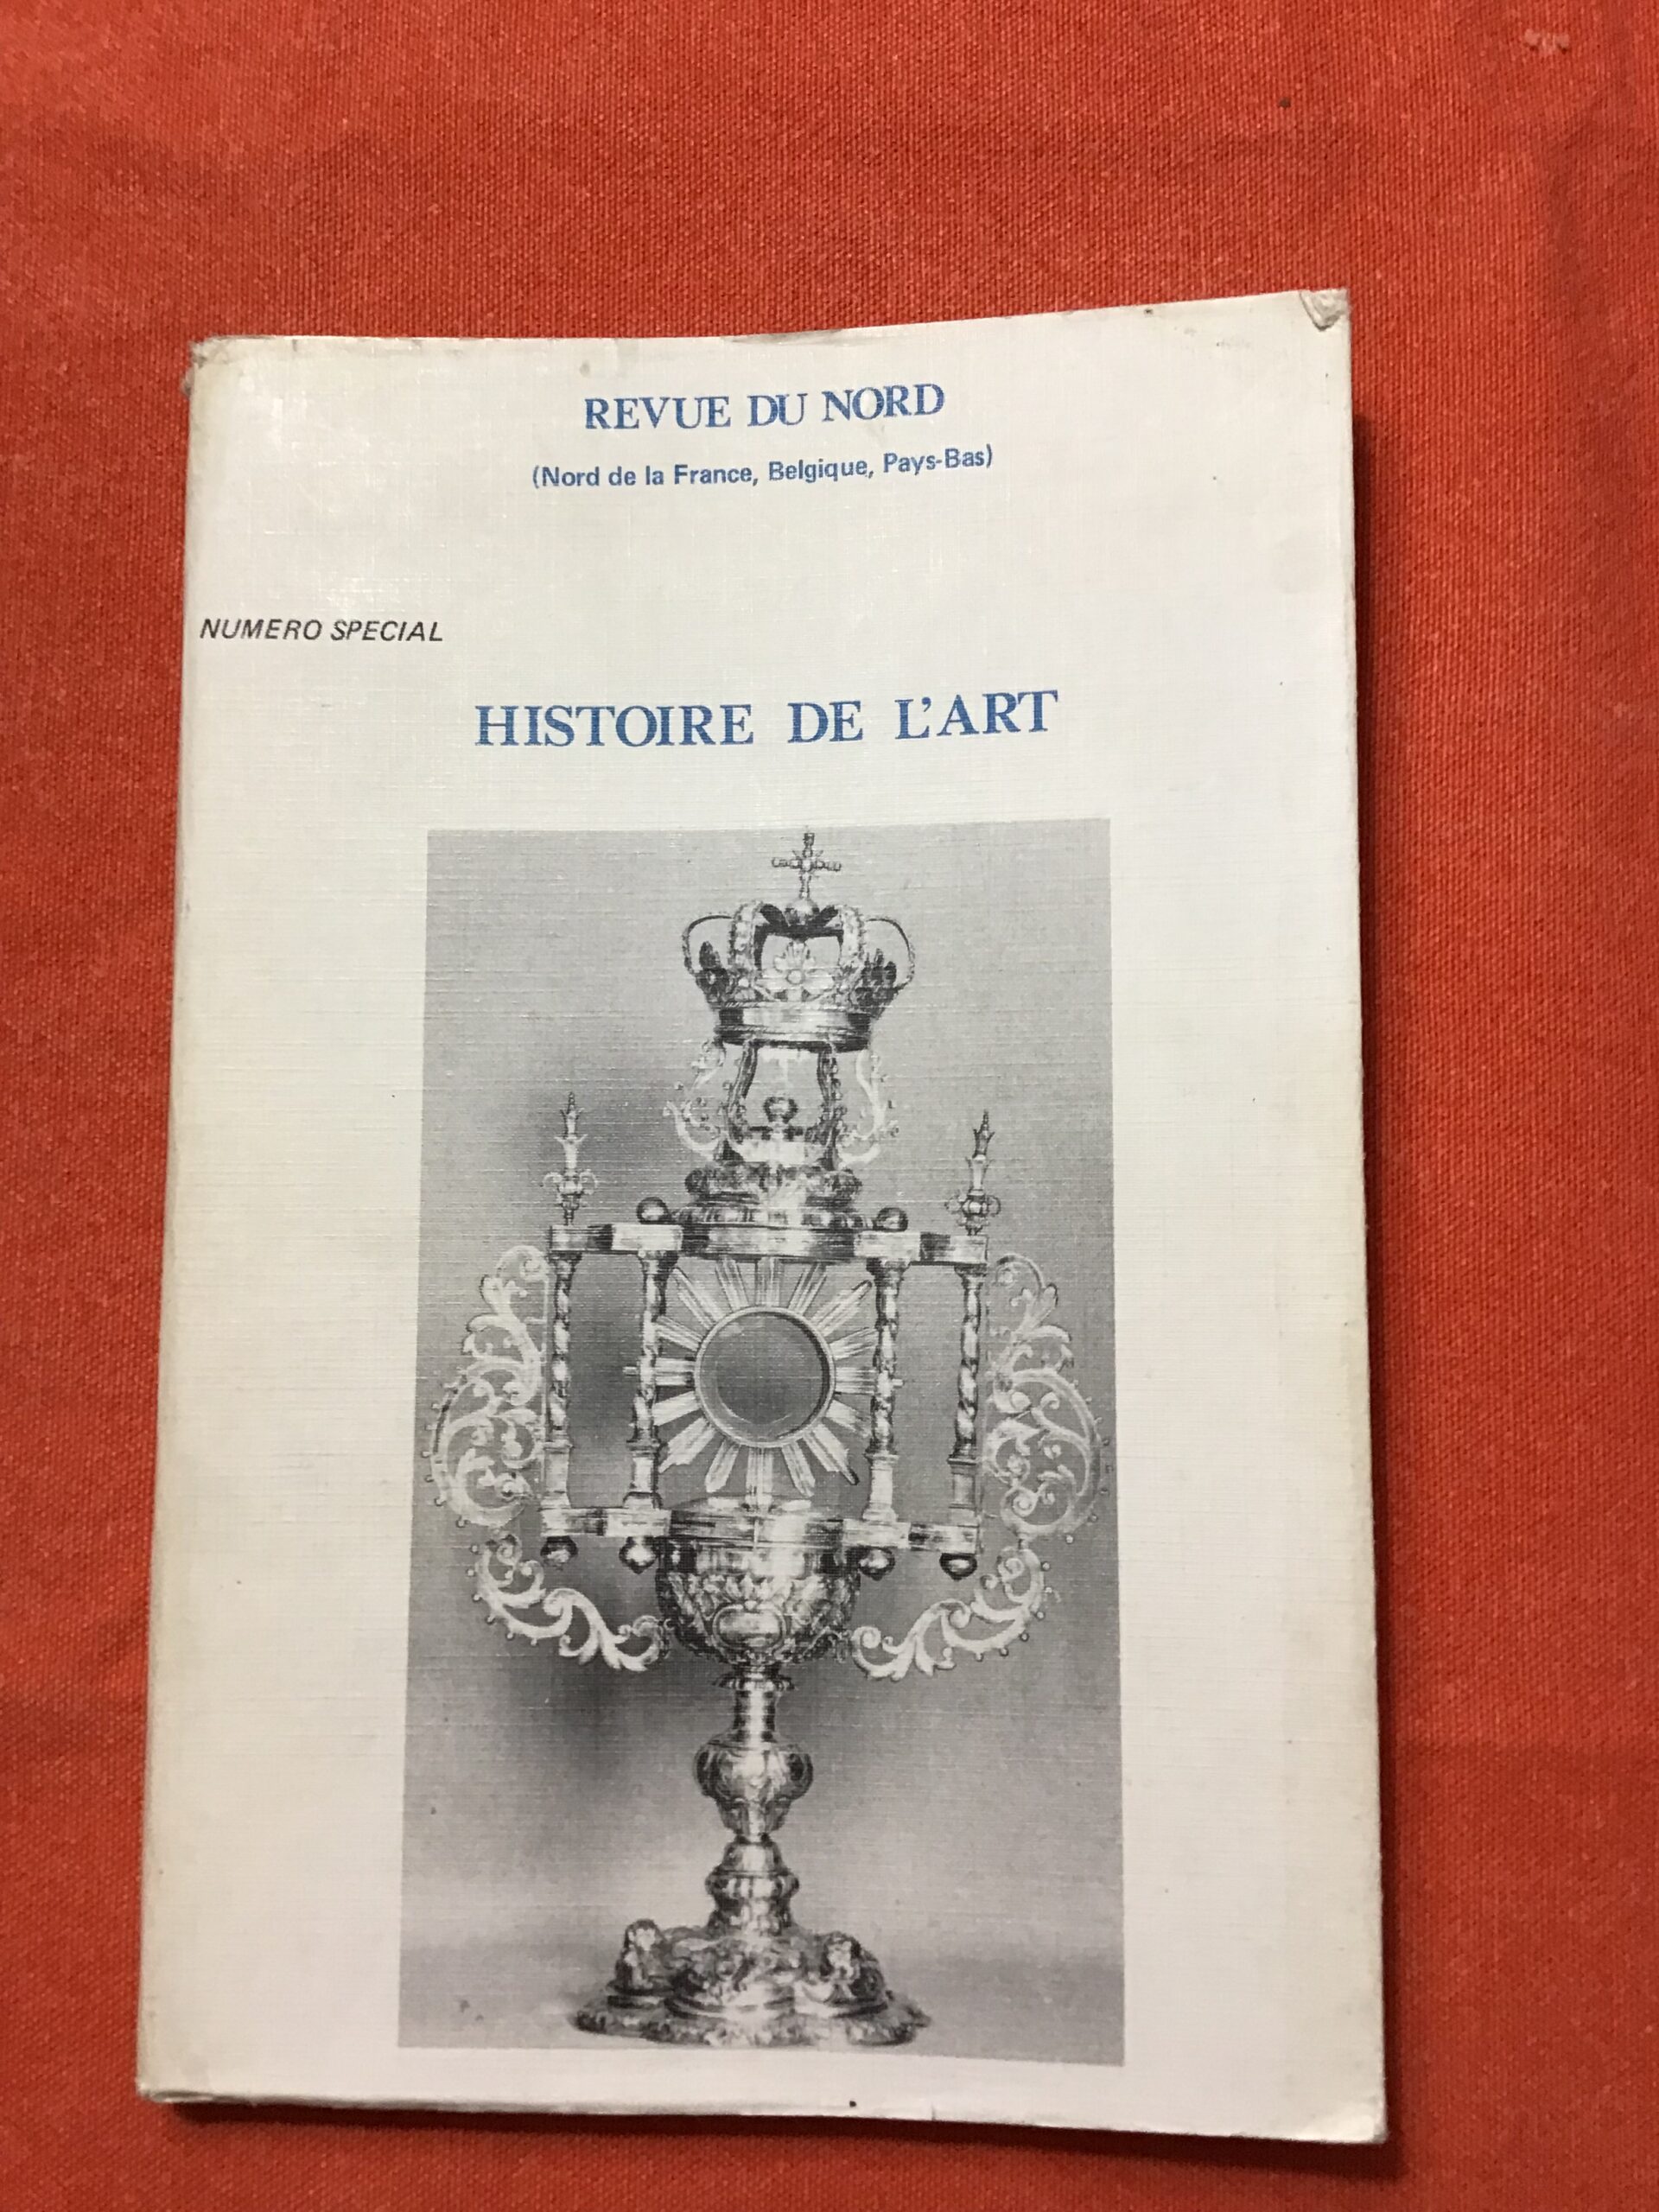 REVUE DU NORD
(Nord de la France, Belgique, Pays-Bas)
NUMERO SPECIAL
HISTOIRE DE L'ART